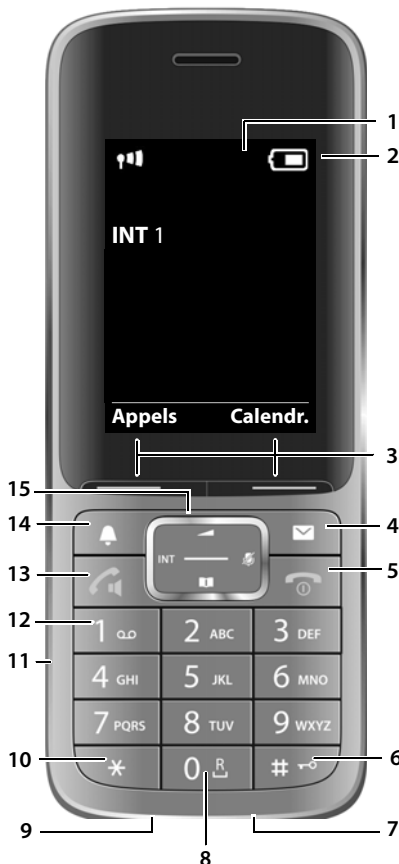 1
2
INT 1
Appels Calendr.
3
15
14
4
INT
13
5
12
1 2 ABC 3 DEF
11
4 GHI 5 JKL 6 MNO
7 PQRS 8 TUV 9 WXYZ
10
* 0 R #
6
9
7
8